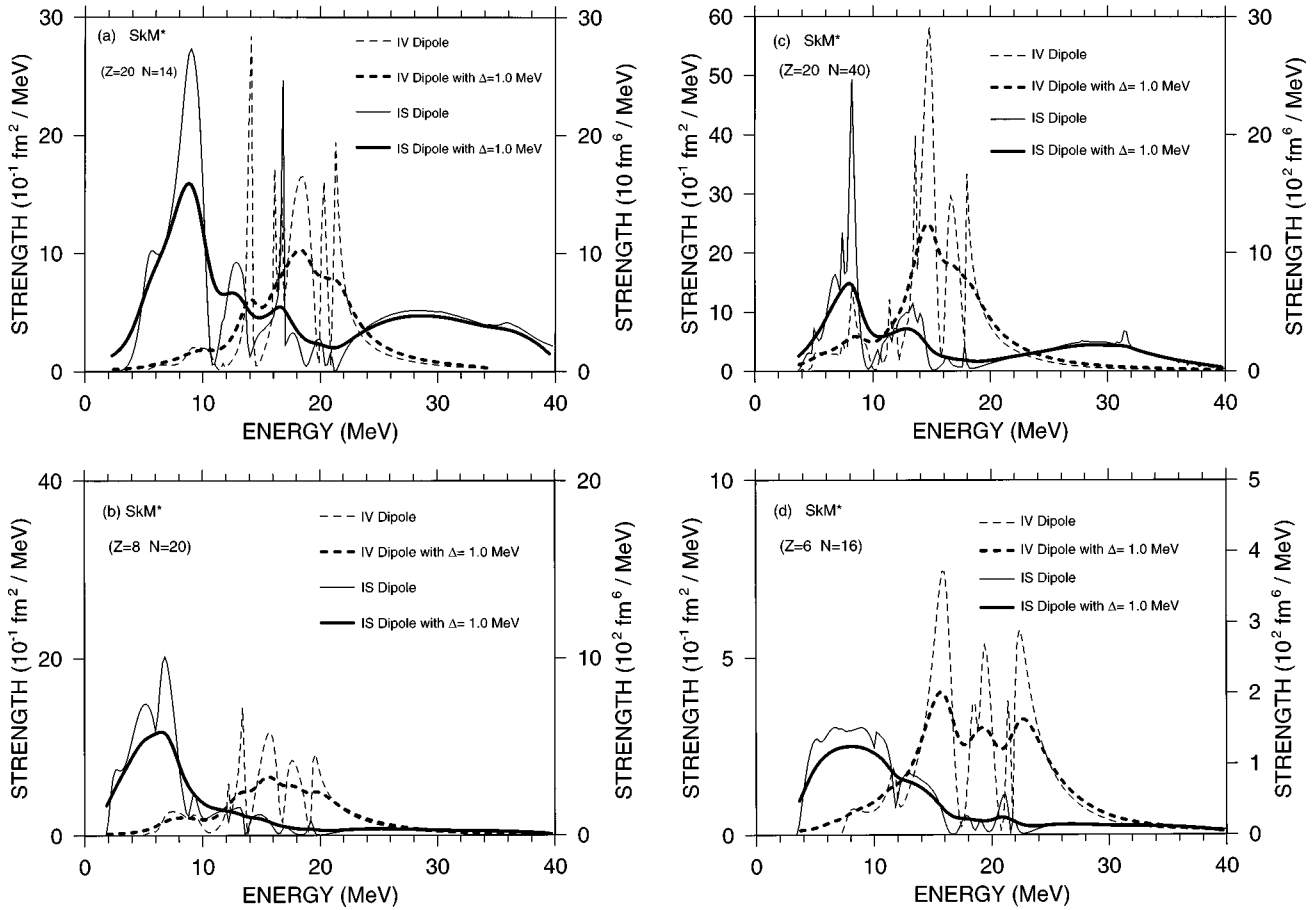 (a) SkM*
(Z=20 N=14)
IV Dipole
IV Dipole with Δ=1.0 MeV
IS Dipole
IS Dipole with Δ=1.0 MeV
STRENGTH (10⁻¹ fm² / MeV)
30
20
10
0
STRENGTH (10 fm⁶ / MeV)
30
20
10
0
0 10 20 30 40
ENERGY (MeV)
(c) SkM*
(Z=20 N=40)
IV Dipole
IV Dipole with Δ= 1.0 MeV
IS Dipole
IS Dipole with Δ= 1.0 MeV
STRENGTH (10⁻¹ fm² / MeV)
60
50
40
30
20
10
0
STRENGTH (10² fm⁶ / MeV)
30
20
10
0
0 10 20 30 40
ENERGY (MeV)
(b) SkM*
(Z=8 N=20)
IV Dipole
IV Dipole with Δ= 1.0 MeV
IS Dipole
IS Dipole with Δ= 1.0 MeV
STRENGTH (10⁻¹ fm² / MeV)
40
20
0
STRENGTH (10² fm⁶ / MeV)
20
10
0
0 10 20 30 40
ENERGY (MeV)
(d) SkM*
(Z=6 N=16)
IV Dipole
IV Dipole with Δ= 1.0 MeV
IS Dipole
IS Dipole with Δ= 1.0 MeV
STRENGTH (10⁻¹ fm² / MeV)
10
5
0
STRENGTH (10² fm⁶ / MeV)
5
4
3
2
1
0
0 10 20 30 40
ENERGY (MeV)